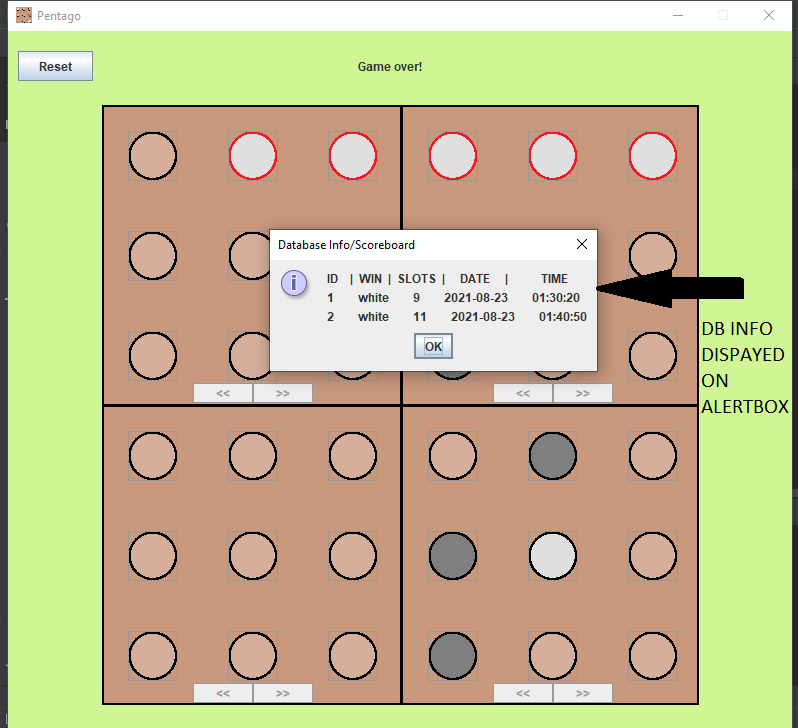 Pentago
Reset
Game over!
Database Info/Scoreboard
ID | WIN | SLOTS | DATE | TIME
1 white 9 2021-08-23 01:30:20
2 white 11 2021-08-23 01:40:50
OK
DB INFO
DISPAYED
ON
ALERTBOX
<< >> << >>
<< >> << >>